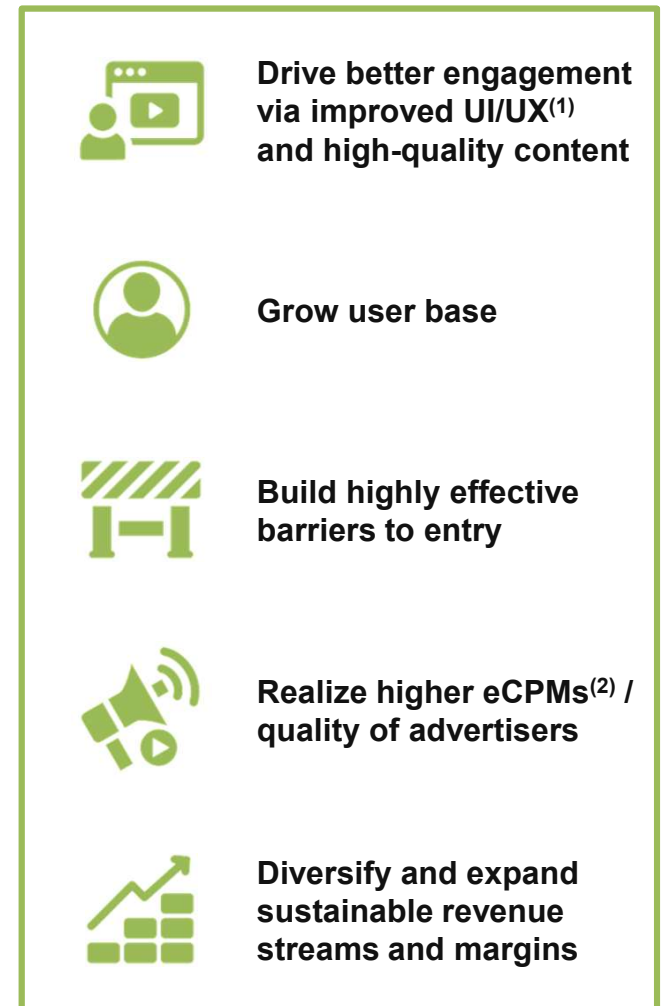 Drive better engagement
via improved UI/UX(1)
and high-quality content
Grow user base
Build highly effective
barriers to entry
Realize higher eCPMs(2) /
quality of advertisers
Diversify and expand
sustainable revenue
streams and margins